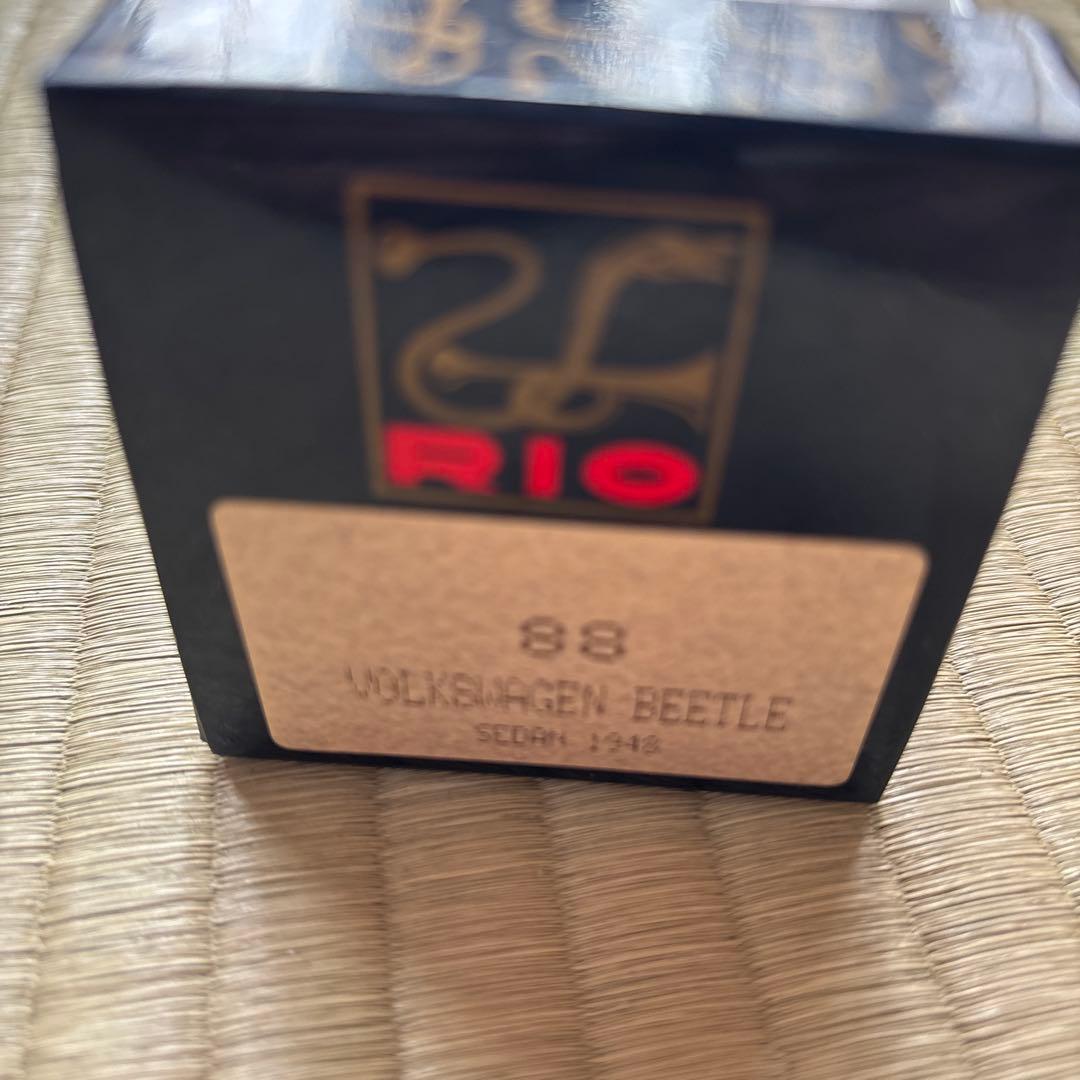 RIO
88
VOLKSWAGEN BEETLE
SEDAN 1948